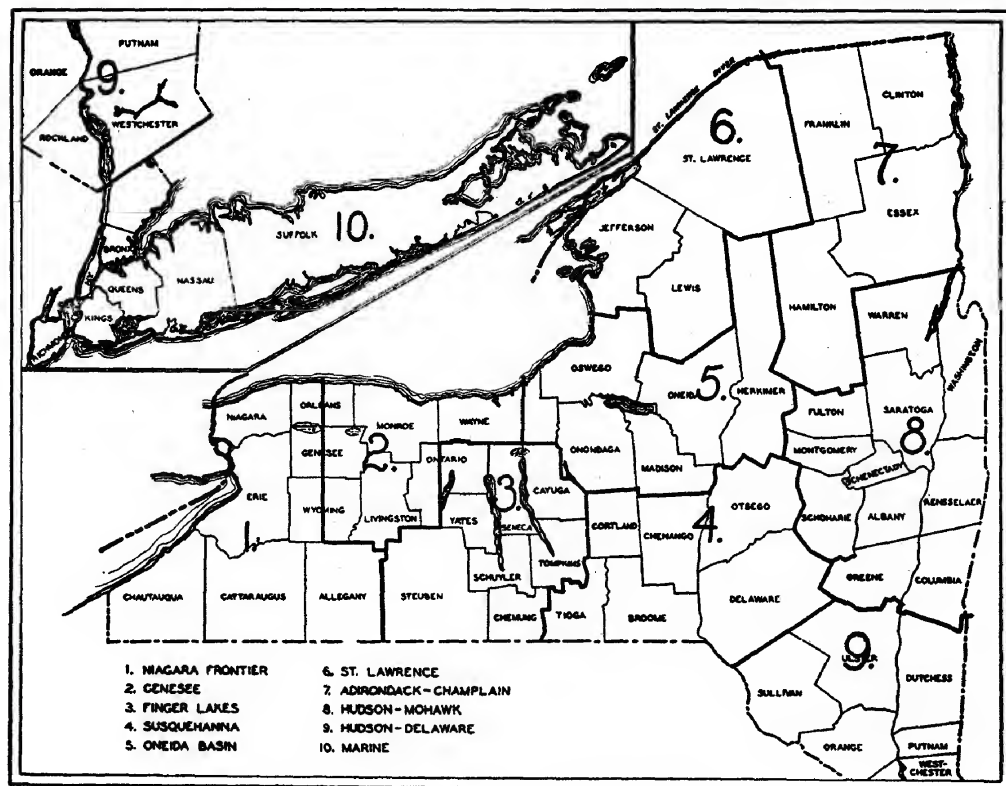 PUTNAM
ORANGE
9.
WESTCHESTER
ROCKLAND
BRONX
SUFFOLK
10.
NASSAU
QUEENS
KINGS
RICHMOND
ST. LAWRENCE RIVER
6.
ST. LAWRENCE
FRANKLIN
CLINTON
7.
ESSEX
JEFFERSON
LEWIS
HAMILTON
WARREN
WASHINGTON
OSWEGO
5.
ONEIDA
HERKIMER
FULTON
SARATOGA
8.
NIAGARA
ORLEANS
MONROE
WAYNE
GENESEE
2.
ONTARIO
ONONDAGA
MADISON
MONTGOMERY
SCHENECTADY
3.
CAYUGA
ERIE
WYOMING
LIVINGSTON
YATES
SENECA
CORTLAND
CHENANGO
4.
OTSEGO
SCHOHARIE
ALBANY
RENSSELAER
1.
TOMPKINS
SCHUYLER
GREENE
COLUMBIA
CHAUTAUQUA
CATTARAUGUS
ALLEGANY
STEUBEN
CHEMUNG
TIOGA
BROOME
DELAWARE
9.
ULSTER
DUTCHESS
SULLIVAN
ORANGE
PUTNAM
WEST-
CHESTER
1. NIAGARA FRONTIER
2. GENESEE
3. FINGER LAKES
4. SUSQUEHANNA
5. ONEIDA BASIN
6. ST. LAWRENCE
7. ADIRONDACK-CHAMPLAIN
8. HUDSON-MOHAWK
9. HUDSON-DELAWARE
10. MARINE